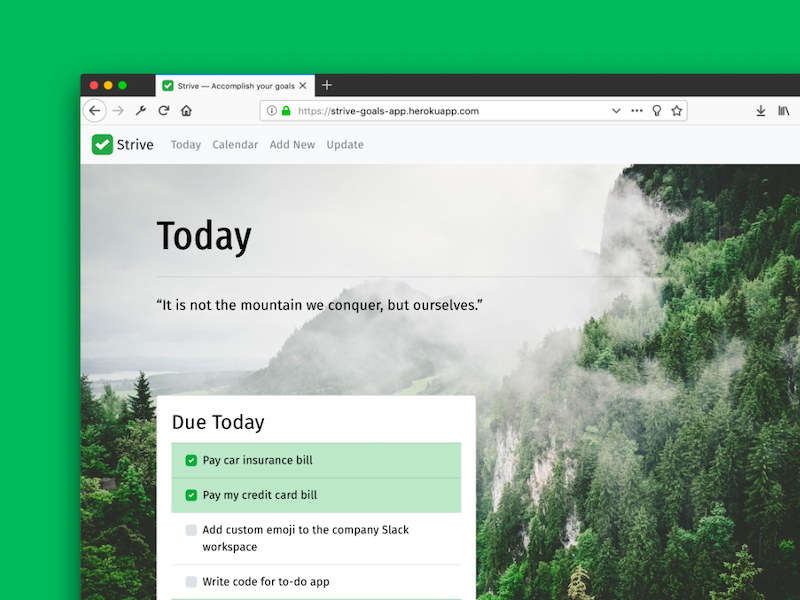 Strive — Accomplish your goals
https://strive-goals-app.herokuapp.com
Strive Today Calendar Add New Update
Today
“It is not the mountain we conquer, but ourselves.”
Due Today
Pay car insurance bill
Pay my credit card bill
Add custom emoji to the company Slack
workspace
Write code for to-do app